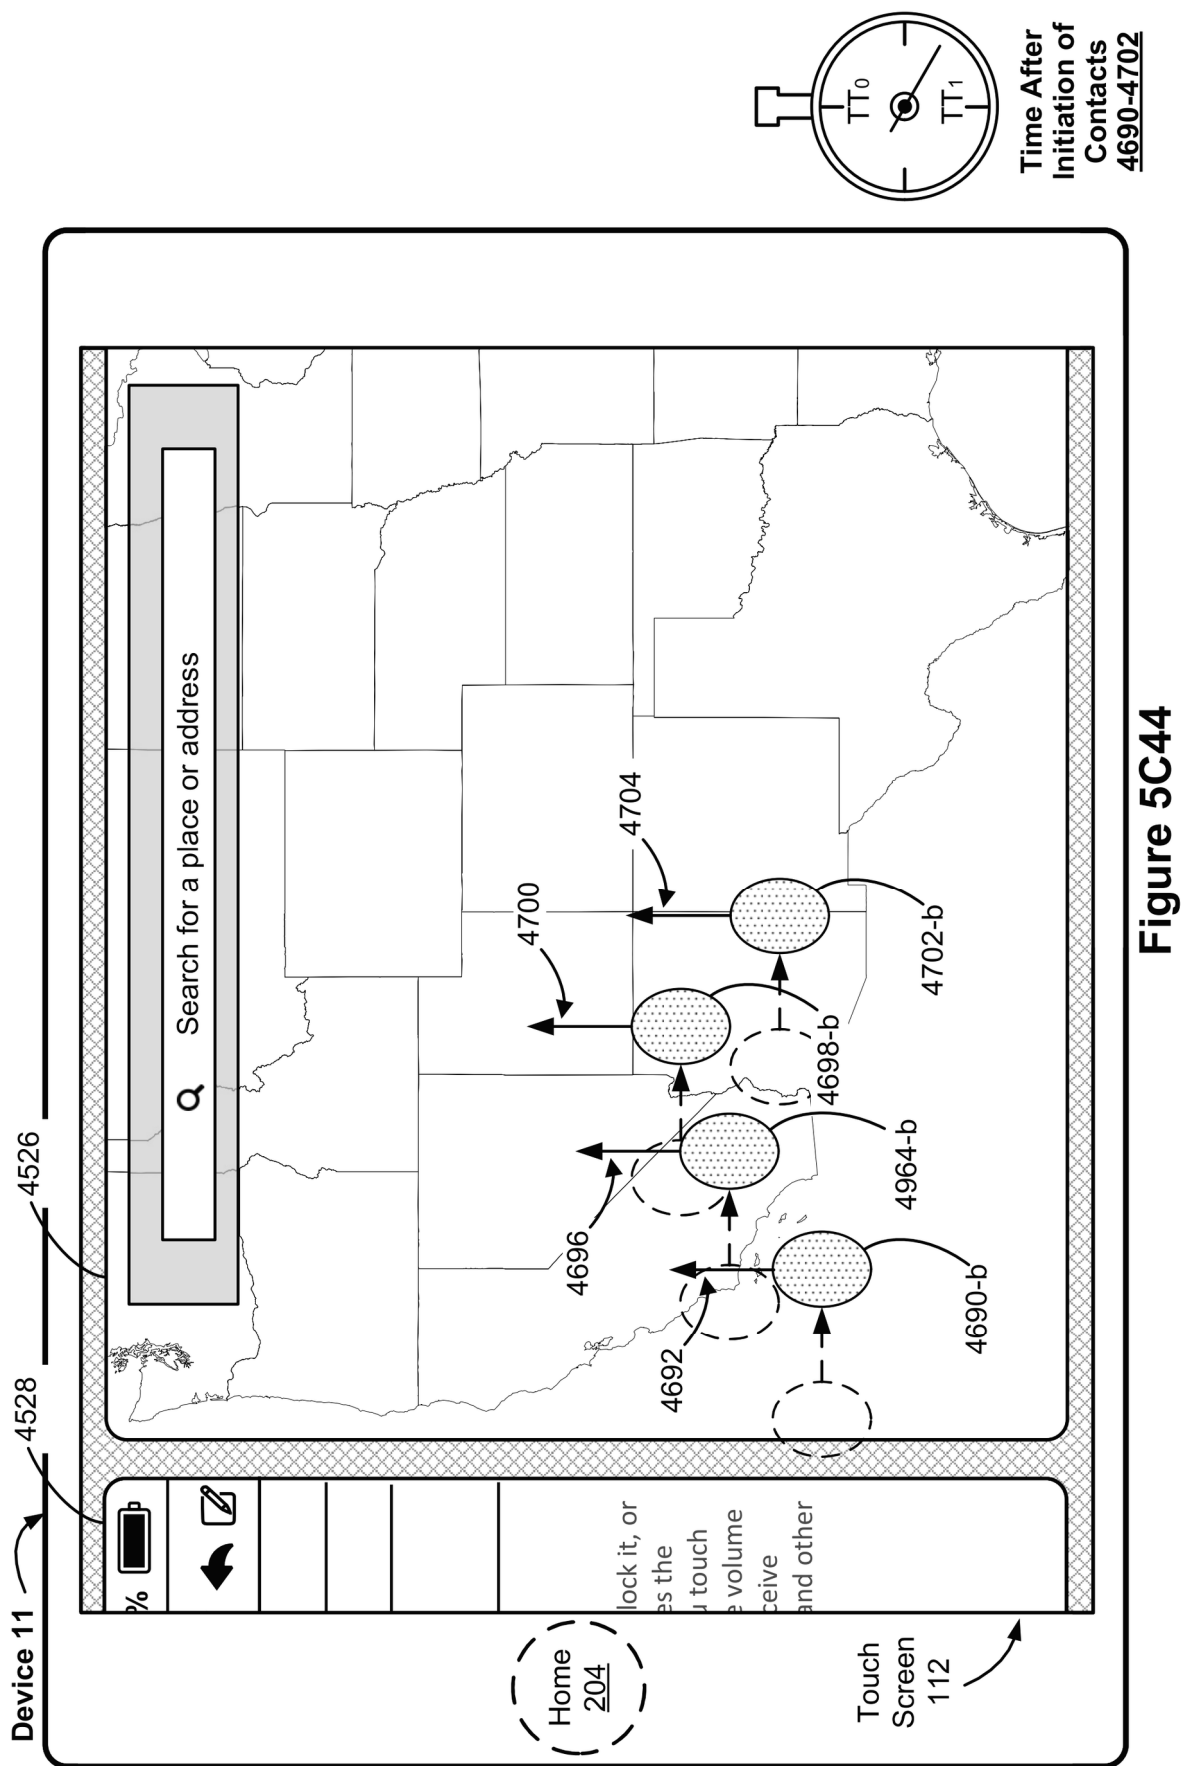 Device 11
4528
4526
%
Search for a place or address
lock it, or
es the
u touch
e volume
ceive
and other
Home
204
Touch
Screen
112
4692
4696
4700
4704
4690-b
4964-b
4698-b
4702-b
TT0
TT1
Time After
Initiation of
Contacts
4690-4702
Figure 5C44